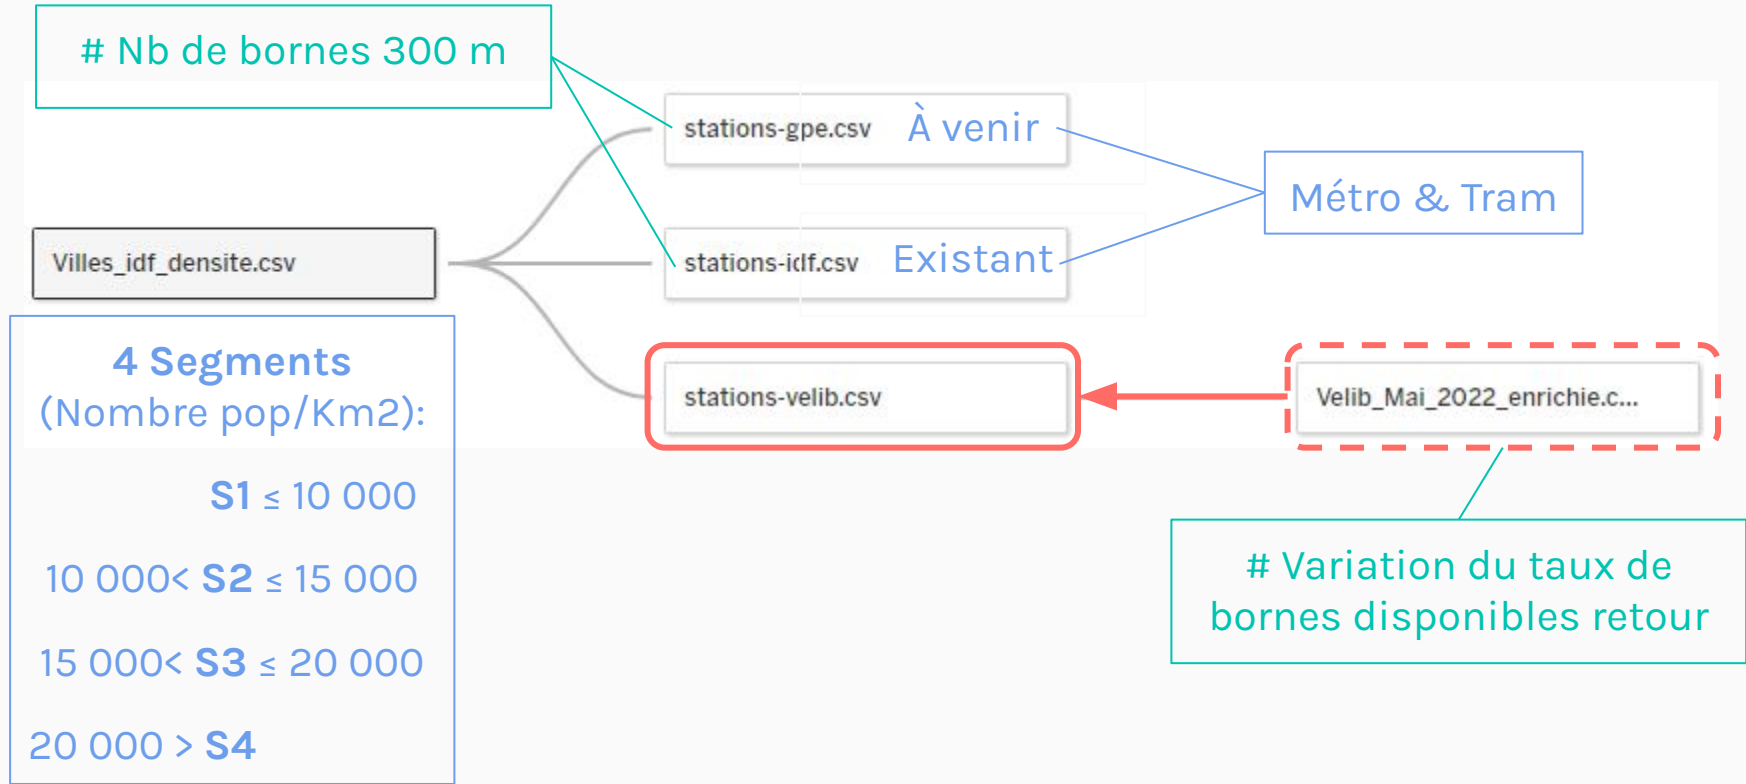 # Nb de bornes 300 m
stations-gpe.csv
À venir
Métro & Tram
Villes_idf_densite.csv
stations-idf.csv
Existant
4 Segments
(Nombre pop/Km2):
S1 ≤ 10 000
10 000< S2 ≤ 15 000
15 000< S3 ≤ 20 000
20 000 > S4
stations-velib.csv
Velib_Mai_2022_enrichie.c...
# Variation du taux de
bornes disponibles retour